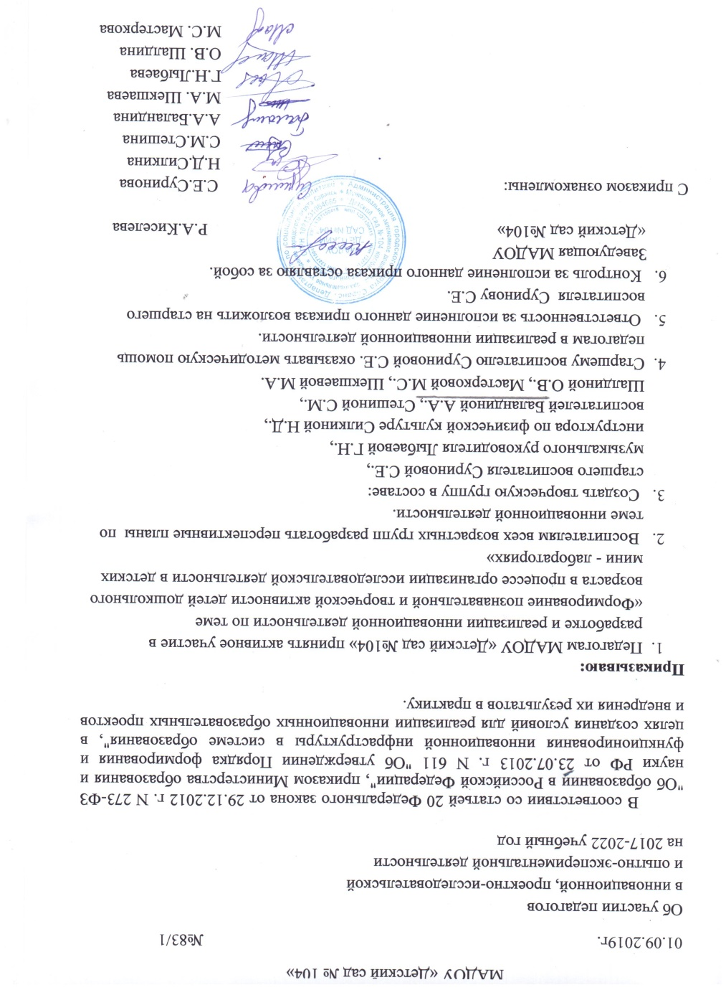 МАДОУ «Детский сад № 104»
01.09.2019г. №83/1
Об участии педагогов
в инновационной, проектно-исследовательской
и опытно-экспериментальной деятельности
на 2017-2022 учебный год
В соответствии со статьей 20 Федерального закона от 29.12.2012 г. N 273-ФЗ
"Об образовании в Российской Федерации", приказом Министерства образования и
науки РФ от 23.07.2013 г. N 611 "Об утверждении Порядка формирования и
функционирования инновационной инфраструктуры в системе образования", в
целях создания условий для реализации инновационных образовательных проектов
и внедрения их результатов в практику.
Приказываю:
1. Педагогам МАДОУ «Детский сад №104» принять активное участие в
разработке и реализации инновационной деятельности по теме
«Формирование познавательной и творческой активности детей дошкольного
возраста в процессе организации исследовательской деятельности в детских
мини - лабораториях»
2. Воспитателям всех возрастных групп разработать перспективные планы по
теме инновационной деятельности.
3. Создать творческую группу в составе:
старшего воспитателя Суриновой С.Е.,
музыкального руководителя Лыбаевой Г.Н.,
инструктора по физической культуре Силкиной Н.Д.,
воспитателей Баландиной А.А., Стешиной С.М.,
Шалдиной О.В., Мастерковой М.С., Шекшаевой М.А.
4. Старшему воспитателю Суриновой С.Е. оказывать методическую помощь
педагогам в реализации инновационной деятельности.
5. Ответственность за исполнение данного приказа возложить на старшего
воспитателя Суринову С.Е.
6. Контроль за исполнение данного приказа оставляю за собой.
Заведующая МАДОУ
«Детский сад №104» Р.А.Киселева
С приказом ознакомлены: С.Е.Суринова
Н.Д.Силкина
С.М.Стешина
А.А.Баландина
М.А. Шекшаева
Г.Н.Лыбаева
О.В. Шалдина
М.С. Мастеркова